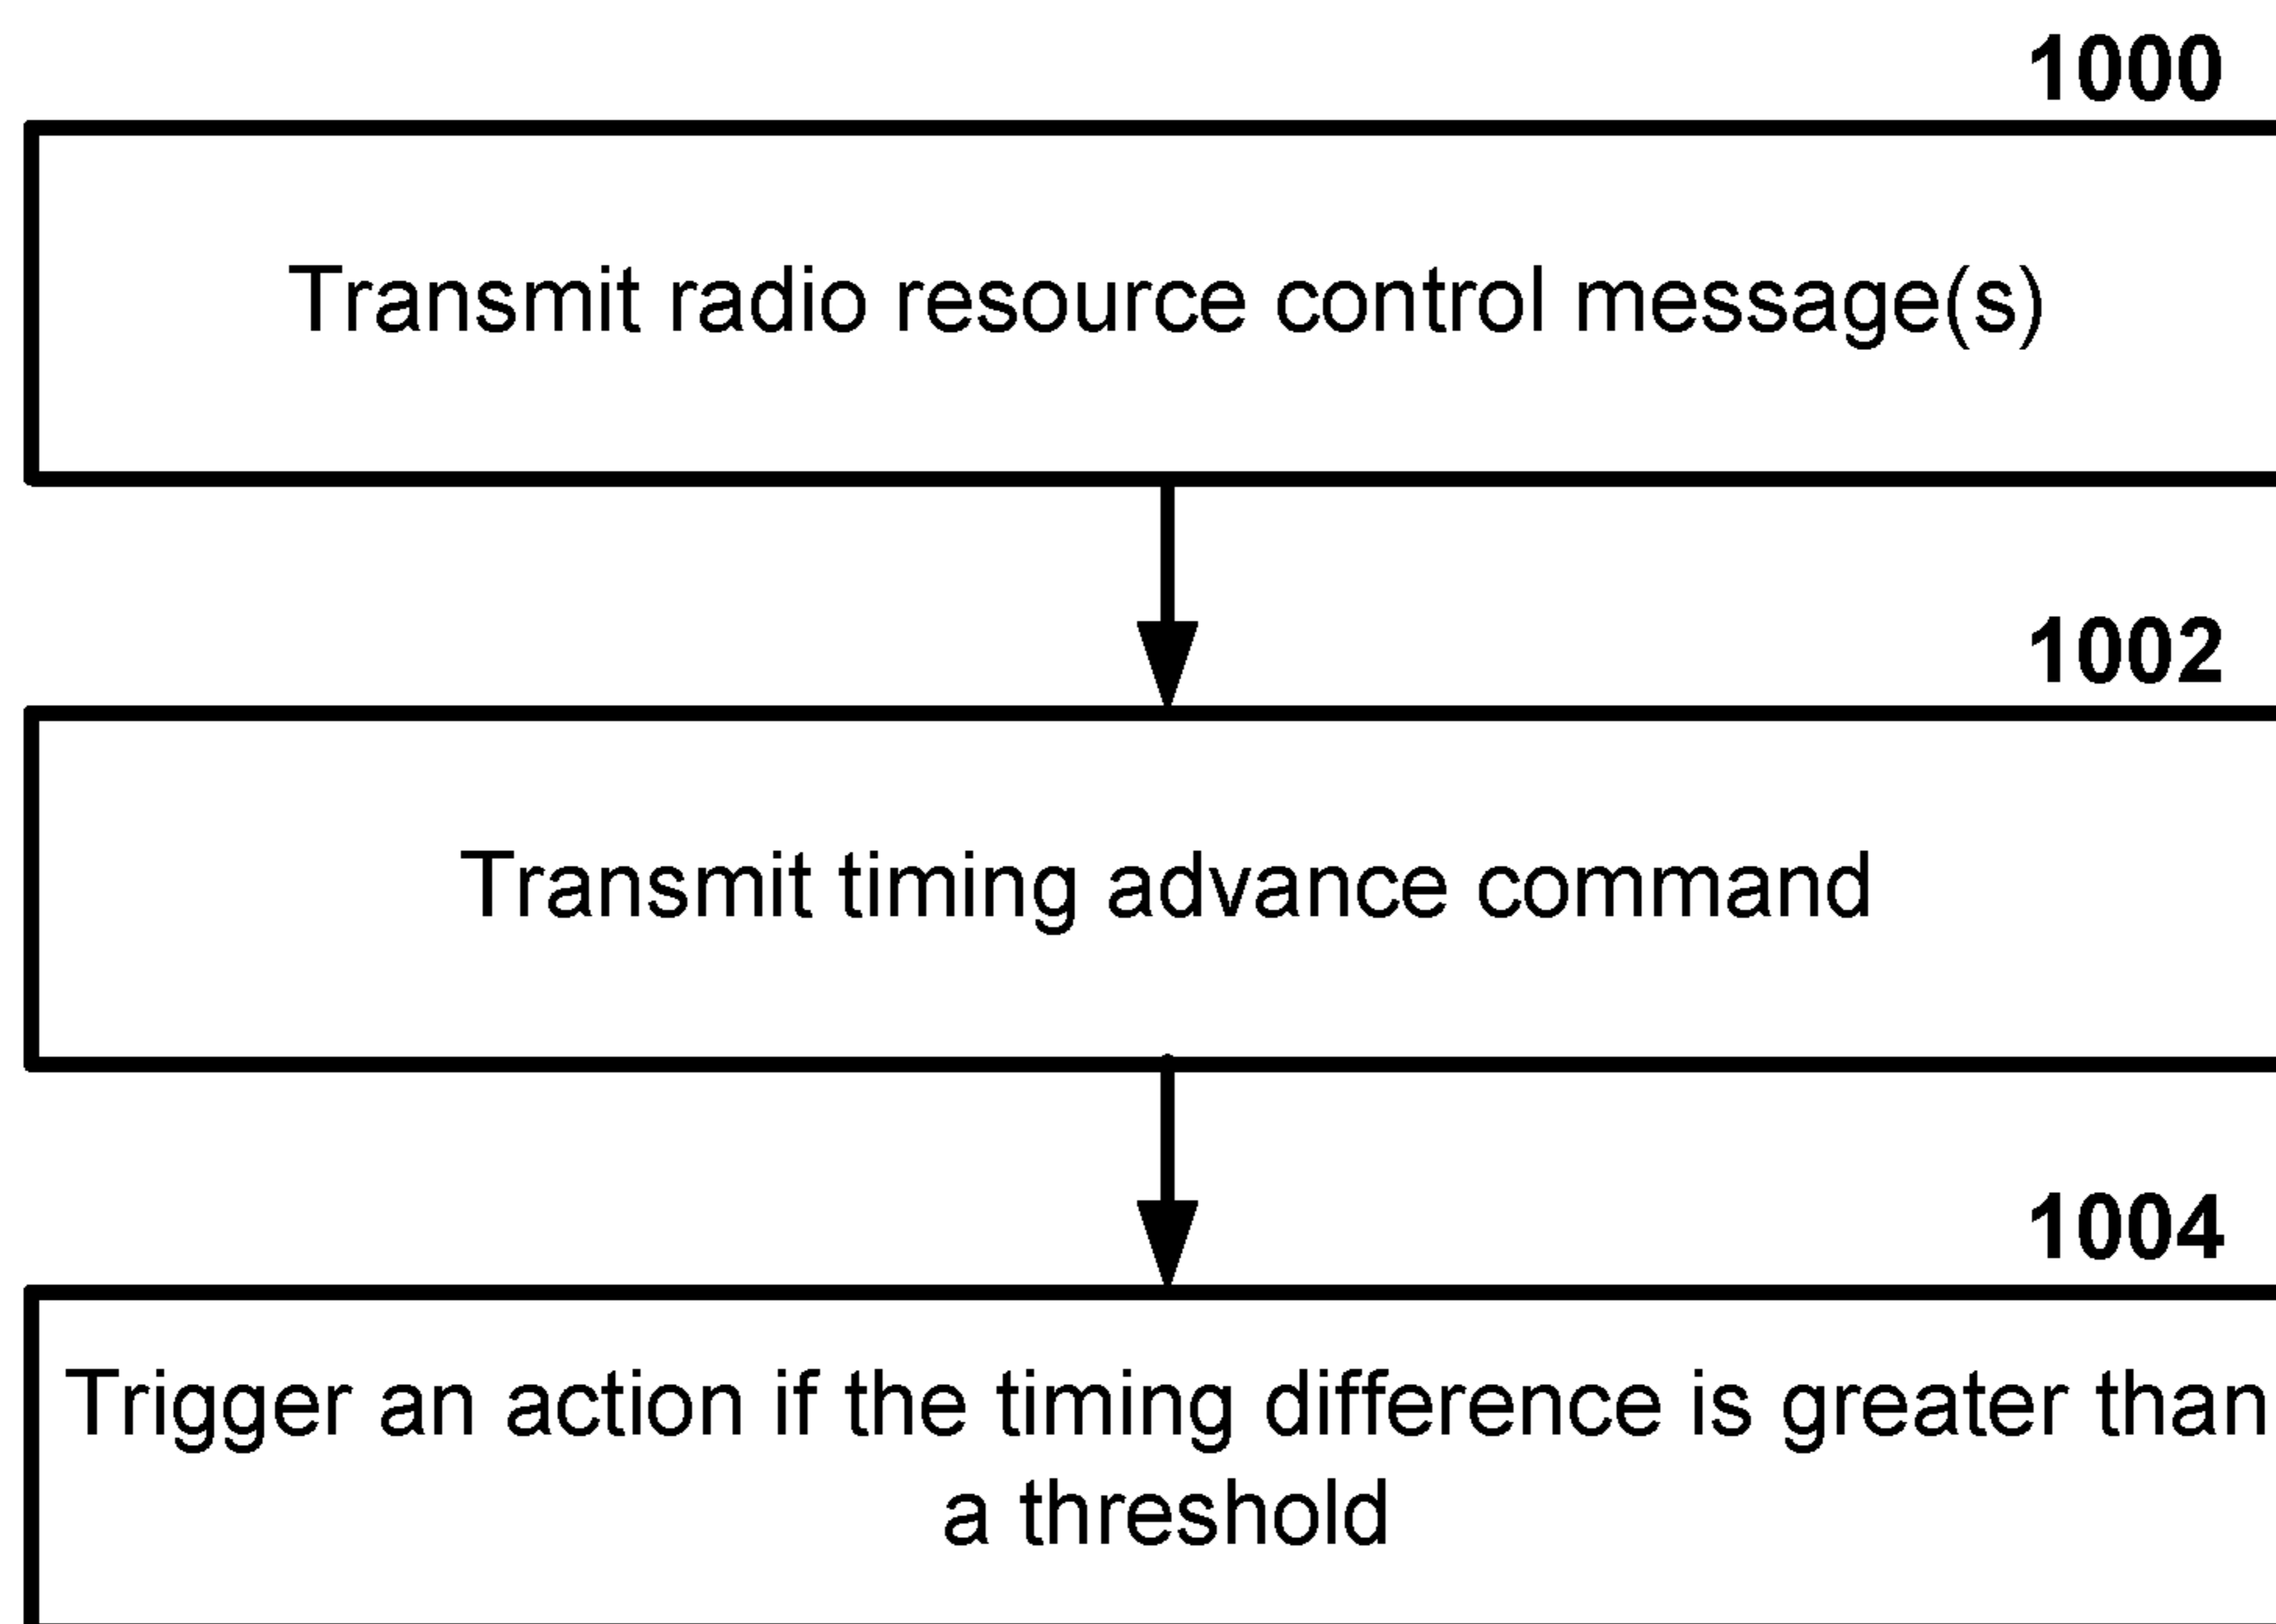 1000
Transmit radio resource control message(s)
1002
Transmit timing advance command
1004
Trigger an action if the timing difference is greater than
a threshold